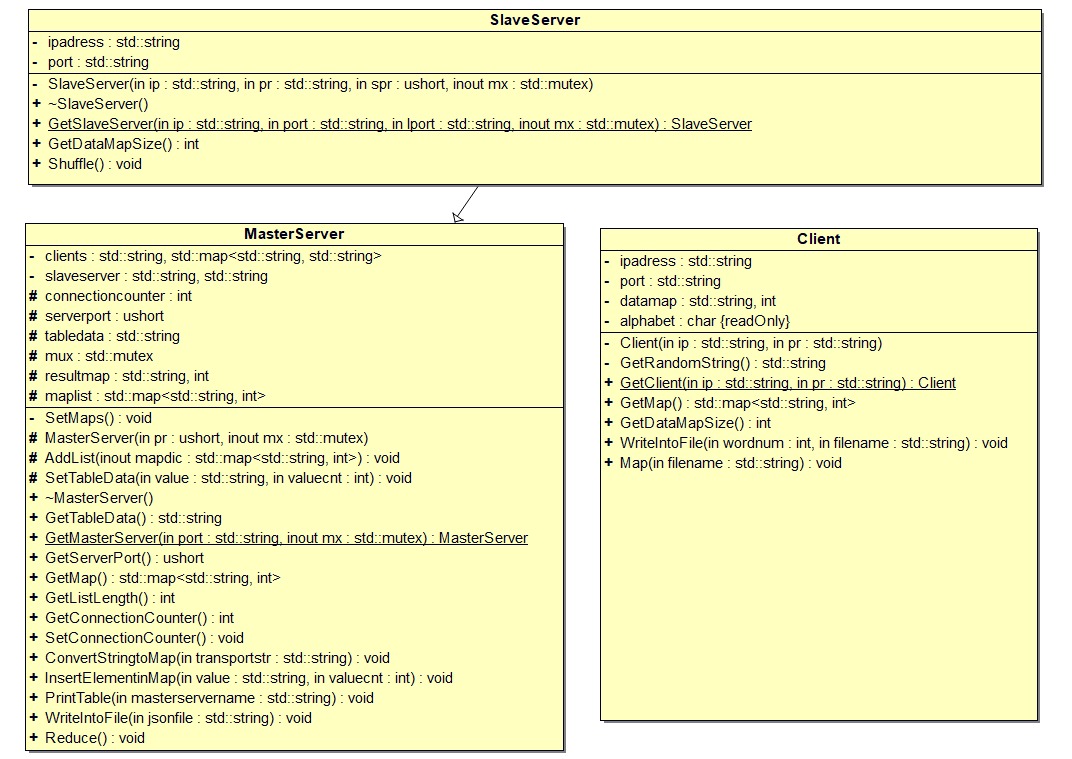 SlaveServer
- ipadress : std::string
- port : std::string
- SlaveServer(in ip : std::string, in pr : std::string, in spr : ushort, inout mx : std::mutex)
+ ~SlaveServer()
+ GetSlaveServer(in ip : std::string, in port : std::string, in lport : std::string, inout mx : std::mutex) : SlaveServer
+ GetDataMapSize() : int
+ Shuffle() : void
MasterServer
- clients : std::string, std::map<std::string, std::string>
- slaveserver : std::string, std::string
# connectioncounter : int
# serverport : ushort
# tabledata : std::string
# mux : std::mutex
# resultmap : std::string, int
# maplist : std::map<std::string, int>
- SetMaps() : void
# MasterServer(in pr : ushort, inout mx : std::mutex)
# AddList(inout mapdic : std::map<std::string, int>) : void
# SetTableData(in value : std::string, in valuecnt : int) : void
+ ~MasterServer()
+ GetTableData() : std::string
+ GetMasterServer(in port : std::string, inout mx : std::mutex) : MasterServer
+ GetServerPort() : ushort
+ GetMap() : std::map<std::string, int>
+ GetListLength() : int
+ GetConnectionCounter() : int
+ SetConnectionCounter() : void
+ ConvertStringtoMap(in transportstr : std::string) : void
+ InsertElementinMap(in value : std::string, in valuecnt : int) : void
+ PrintTable(in masterservername : std::string) : void
+ WriteIntoFile(in jsonfile : std::string) : void
+ Reduce() : void
Client
- ipadress : std::string
- port : std::string
- datamap : std::string, int
- alphabet : char {readOnly}
- Client(in ip : std::string, in pr : std::string)
- GetRandomString() : std::string
+ GetClient(in ip : std::string, in pr : std::string) : Client
+ GetMap() : std::map<std::string, int>
+ GetDataMapSize() : int
+ WriteIntoFile(in wordnum : int, in filename : std::string) : void
+ Map(in filename : std::string) : void